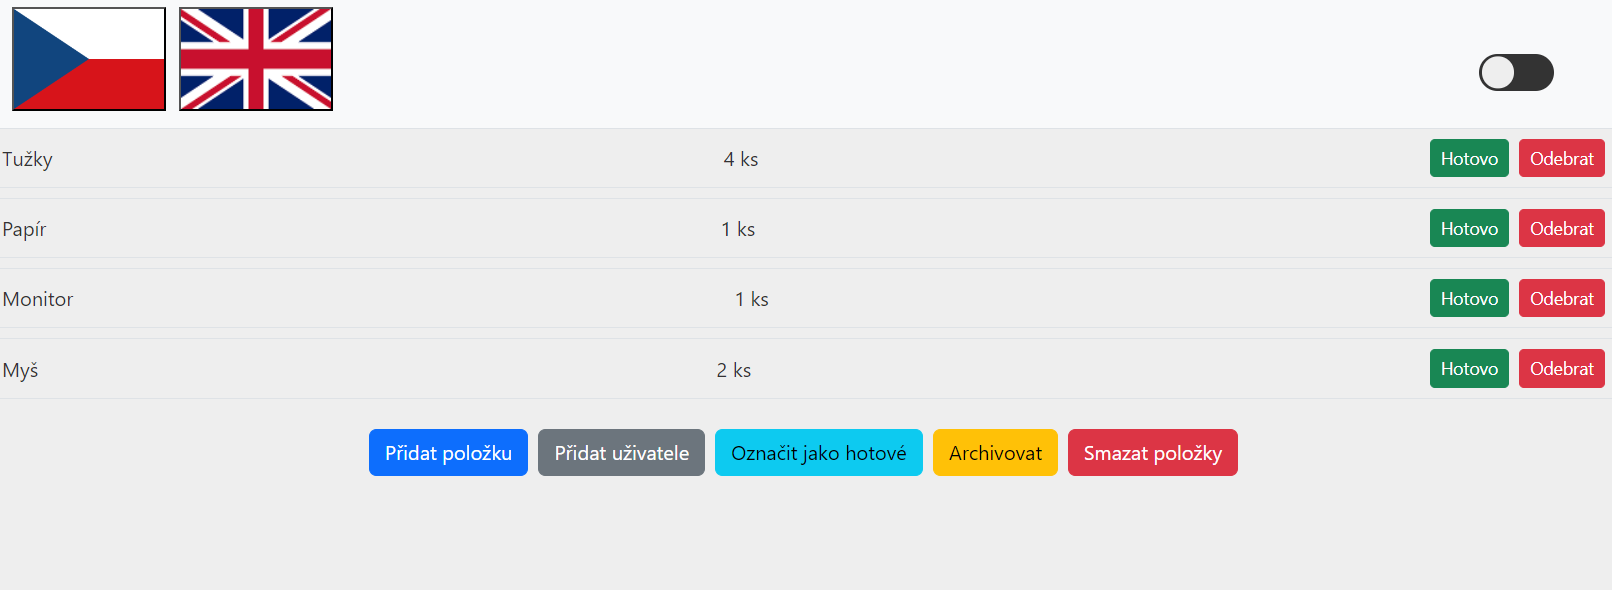 Tužky 4 ks Hotovo Odebrat
Papír 1 ks Hotovo Odebrat
Monitor 1 ks Hotovo Odebrat
Myš 2 ks Hotovo Odebrat
Přidat položku Přidat uživatele Označit jako hotové Archivovat Smazat položky